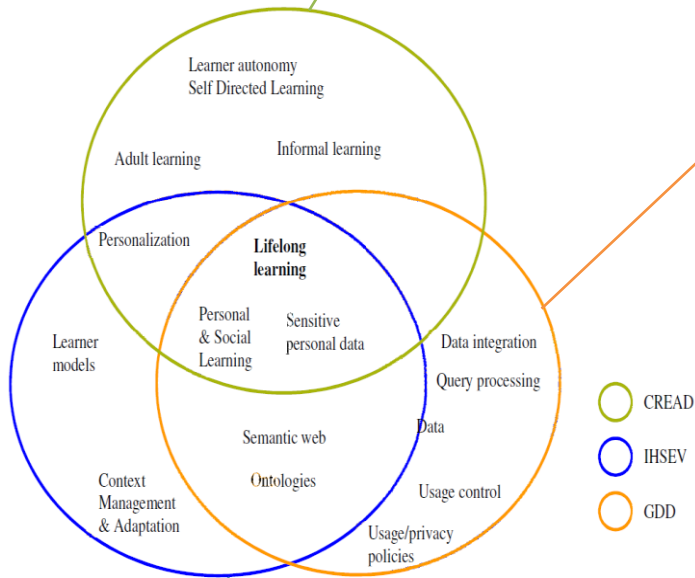 Learner autonomy
Self Directed Learning
Adult learning
Informal learning
Personalization
Lifelong
learning
Personal
& Social
Learning
Sensitive
personal data
Learner
models
Data integration
Query processing
Data
Semantic web
Ontologies
Usage control
Context
Management
& Adaptation
Usage/privacy
policies
CREAD
IHSEV
GDD